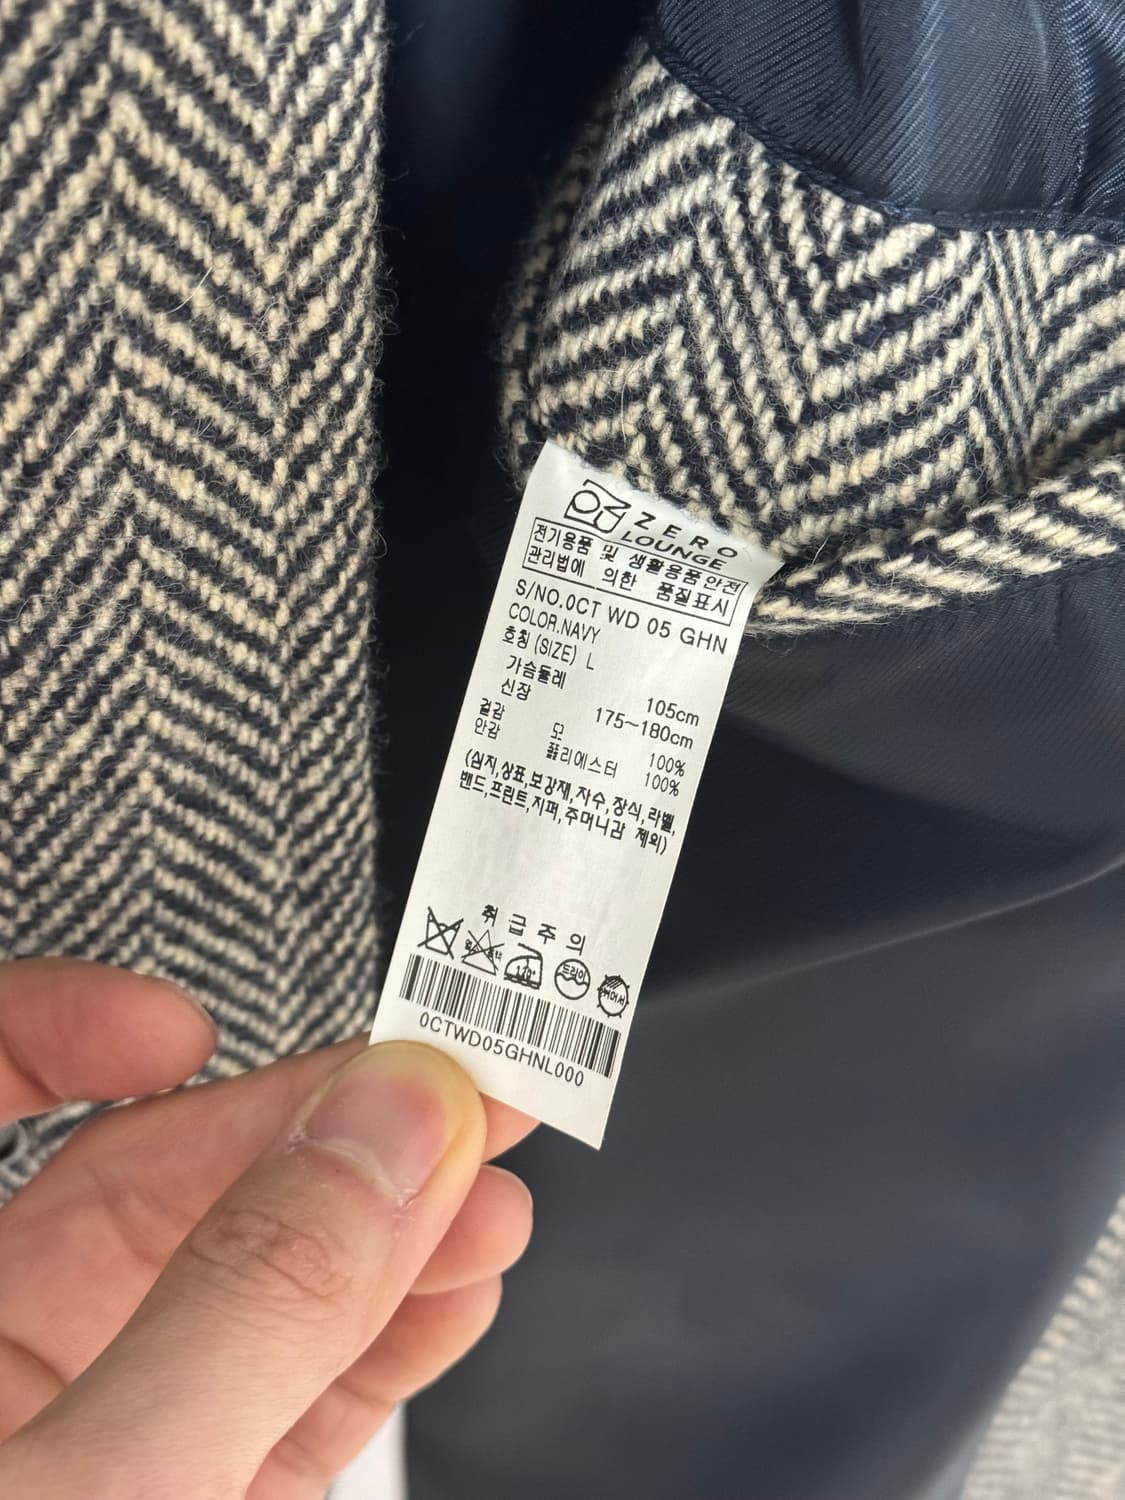 ZERO
LOUNGE
전기용품 및 생활용품안전
관리법에 의한 품질표시
S/NO.0CT WD 05 GHN
COLOR.NAVY
호칭(SIZE) L
가슴둘레 105cm
신장 175~180cm
겉감 모 100%
안감 폴리에스터 100%
(심지,상표,보강재,자수,장식,라벨,
밴드,프린트,지퍼,주머니감 제외)
취급주의
드라이
0CTWD05GHNL000